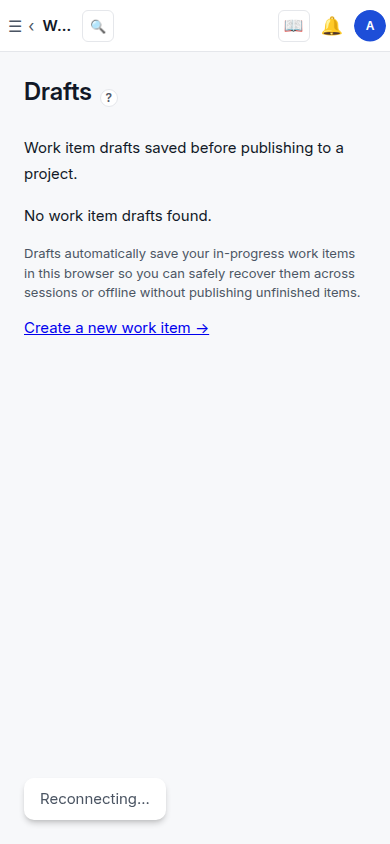 ☰ ‹ W...
Drafts ?
Work item drafts saved before publishing to a
project.
No work item drafts found.
Drafts automatically save your in-progress work items
in this browser so you can safely recover them across
sessions or offline without publishing unfinished items.
Create a new work item →
Reconnecting...
A